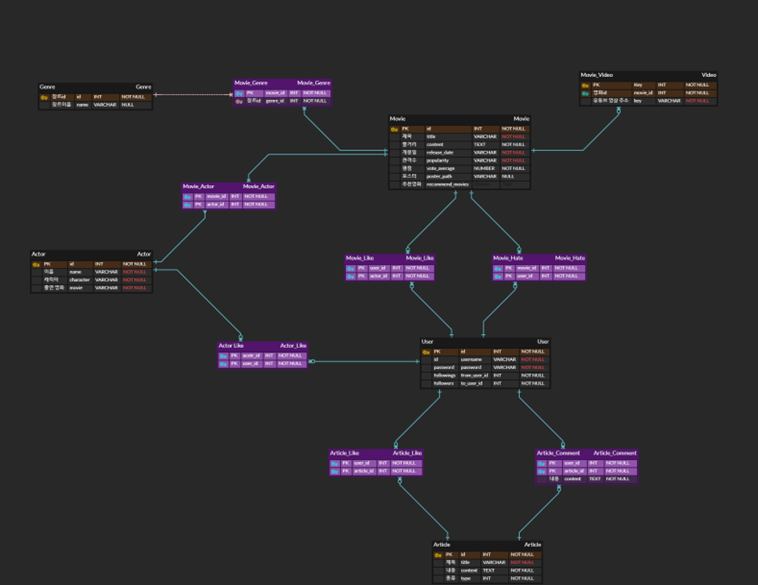 Genre Genre
장르id id INT NOT NULL
장르이름 name VARCHAR NULL
Movie_Genre Movie_Genre
PK movie_id INT NOT NULL
장르id genre_id INT NOT NULL
Movie_Video Video
PK Key INT NOT NULL
영화id movie_id INT NOT NULL
유튜브 영상 주소 key VARCHAR NOT NULL
Movie Movie
PK id INT NOT NULL
제목 title VARCHAR NOT NULL
줄거리 content TEXT NOT NULL
개봉일 release_date VARCHAR NOT NULL
관객수 popularity VARCHAR NOT NULL
평점 vote_average NUMBER NOT NULL
포스터 poster_path VARCHAR NULL
추천영화 recommend_movies
Movie_Actor Movie_Actor
PK movie_id INT NOT NULL
PK actor_id INT NOT NULL
Actor Actor
PK id INT NOT NULL
이름 name VARCHAR NOT NULL
캐릭터 character VARCHAR NOT NULL
출연 영화 movie VARCHAR NOT NULL
Movie_Like Movie_Like
PK user_id INT NOT NULL
PK actor_id INT NOT NULL
Movie_Hate Movie_Hate
PK movie_id INT NOT NULL
PK user_id INT NOT NULL
Actor Like Actor_Like
PK INT NOT NULL
PK user_id INT NOT NULL
User User
PK id INT NOT NULL
id username VARCHAR NOT NULL
password password VARCHAR NOT NULL
followings from_user_id INT NOT NULL
followers to_user_id INT NOT NULL
Article_Like Article_Like
PK user_id INT NOT NULL
PK article_id INT NOT NULL
Article_Comment Article_Comment
PK user_id INT NOT NULL
PK article_id INT NOT NULL
내용 content TEXT NOT NULL
Article Article
PK id INT NOT NULL
제목 title VARCHAR NOT NULL
내용 content TEXT NOT NULL
종류 type INT NOT NULL